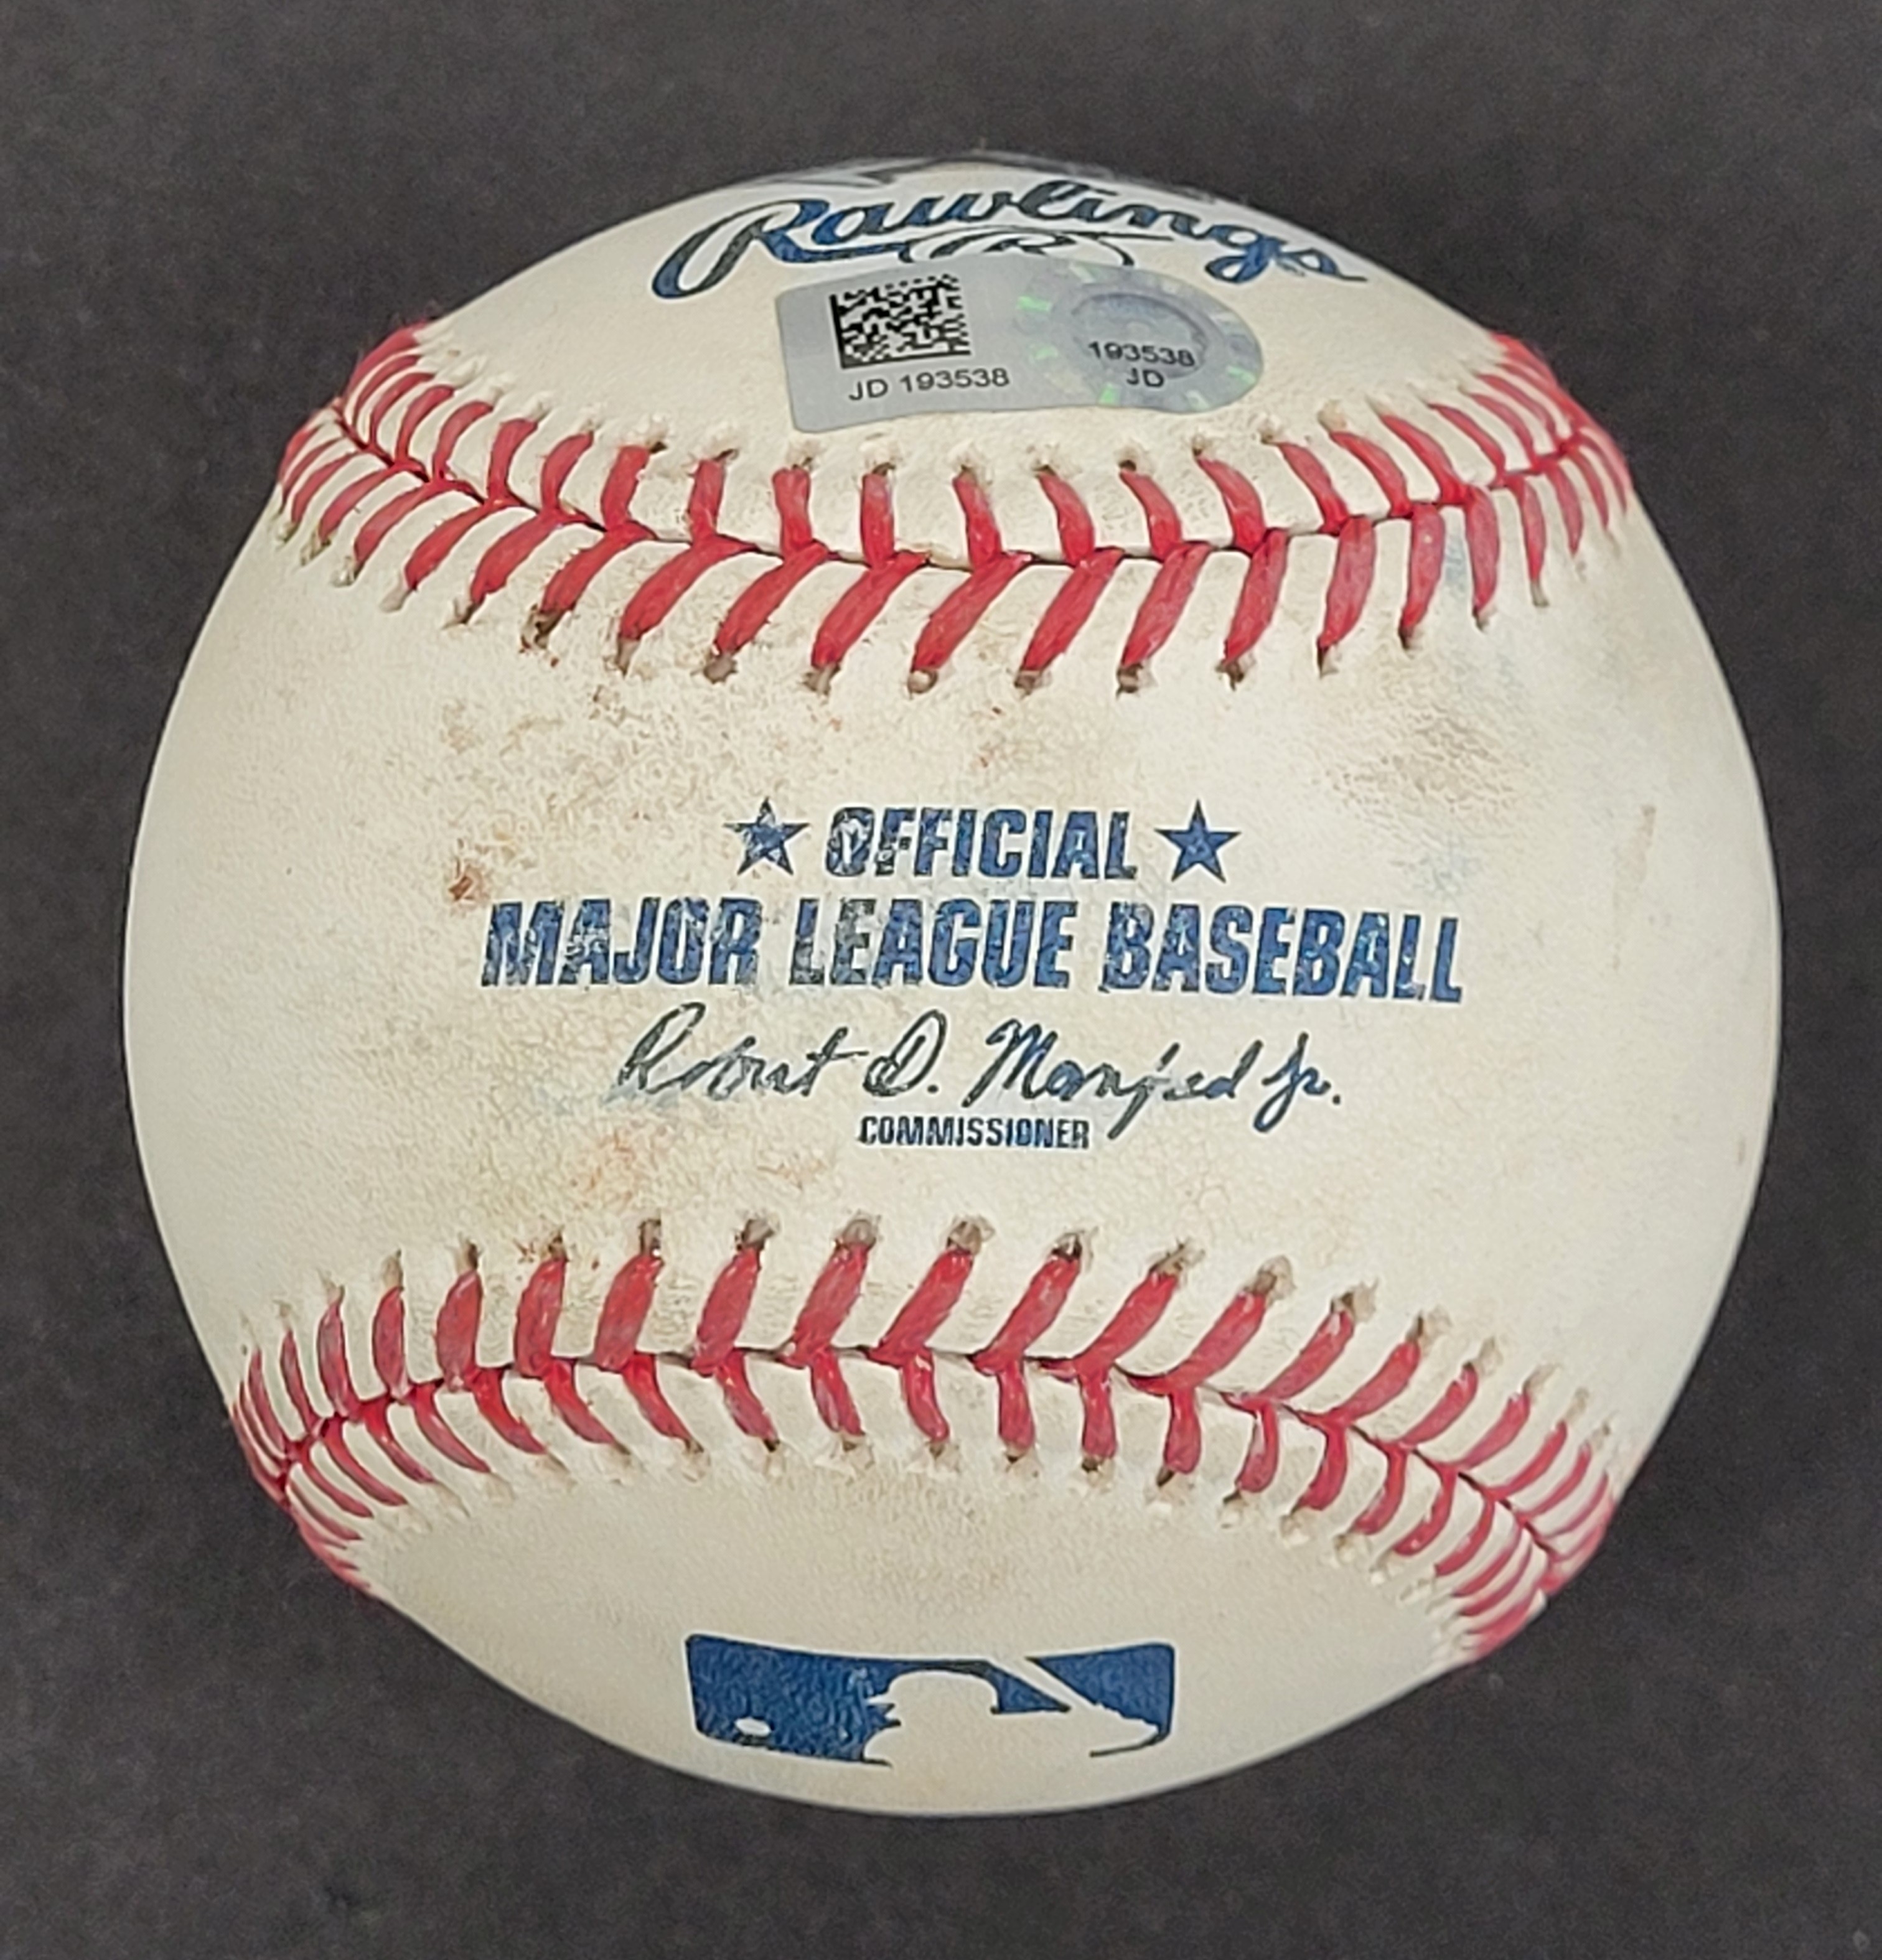 Rawlings
R
193538
JD 193538
JD
★ OFFICIAL ★
MAJOR LEAGUE BASEBALL
Robert D. Manfred Jr.
COMMISSIONER